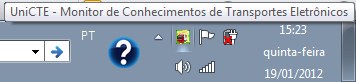 UniCTE - Monitor de Conhecimentos de Transportes Eletrônicos
PT
15:23
quinta-feira
19/01/2012